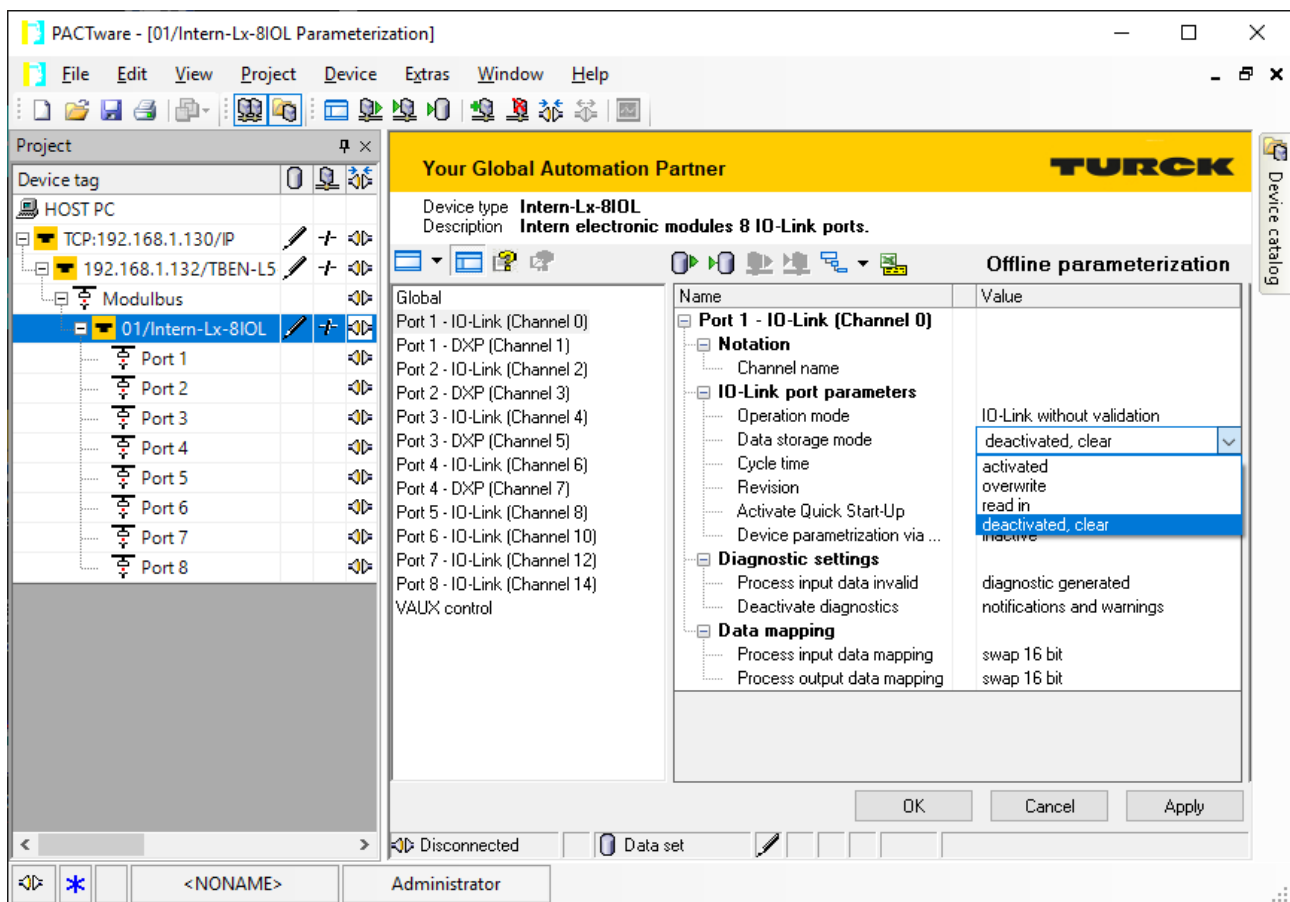 PACTware - [01/Intern-Lx-8IOL Parameterization]
File Edit View Project Device Extras Window Help
Project
Device tag
HOST PC
TCP:192.168.1.130/IP
192.168.1.132/TBEN-L5
Modulbus
01/Intern-Lx-8IOL
Port 1
Port 2
Port 3
Port 4
Port 5
Port 6
Port 7
Port 8
Your Global Automation Partner
TURCK
Device type Intern-Lx-8IOL
Description Intern electronic modules 8 IO-Link ports.
Offline parameterization
Global
Port 1 - IO-Link (Channel 0)
Port 1 - DXP (Channel 1)
Port 2 - IO-Link (Channel 2)
Port 2 - DXP (Channel 3)
Port 3 - IO-Link (Channel 4)
Port 3 - DXP (Channel 5)
Port 4 - IO-Link (Channel 6)
Port 4 - DXP (Channel 7)
Port 5 - IO-Link (Channel 8)
Port 6 - IO-Link (Channel 10)
Port 7 - IO-Link (Channel 12)
Port 8 - IO-Link (Channel 14)
VAUX control
Name Value
Port 1 - IO-Link (Channel 0)
Notation
Channel name
IO-Link port parameters
Operation mode IO-Link without validation
Data storage mode deactivated, clear
activated
overwrite
read in
deactivated, clear
Cycle time
Revision
Activate Quick Start-Up
Device parametrization via ... inactive
Diagnostic settings
Process input data invalid diagnostic generated
Deactivate diagnostics notifications and warnings
Data mapping
Process input data mapping swap 16 bit
Process output data mapping swap 16 bit
OK Cancel Apply
Disconnected Data set
Device catalog
<NONAME> Administrator